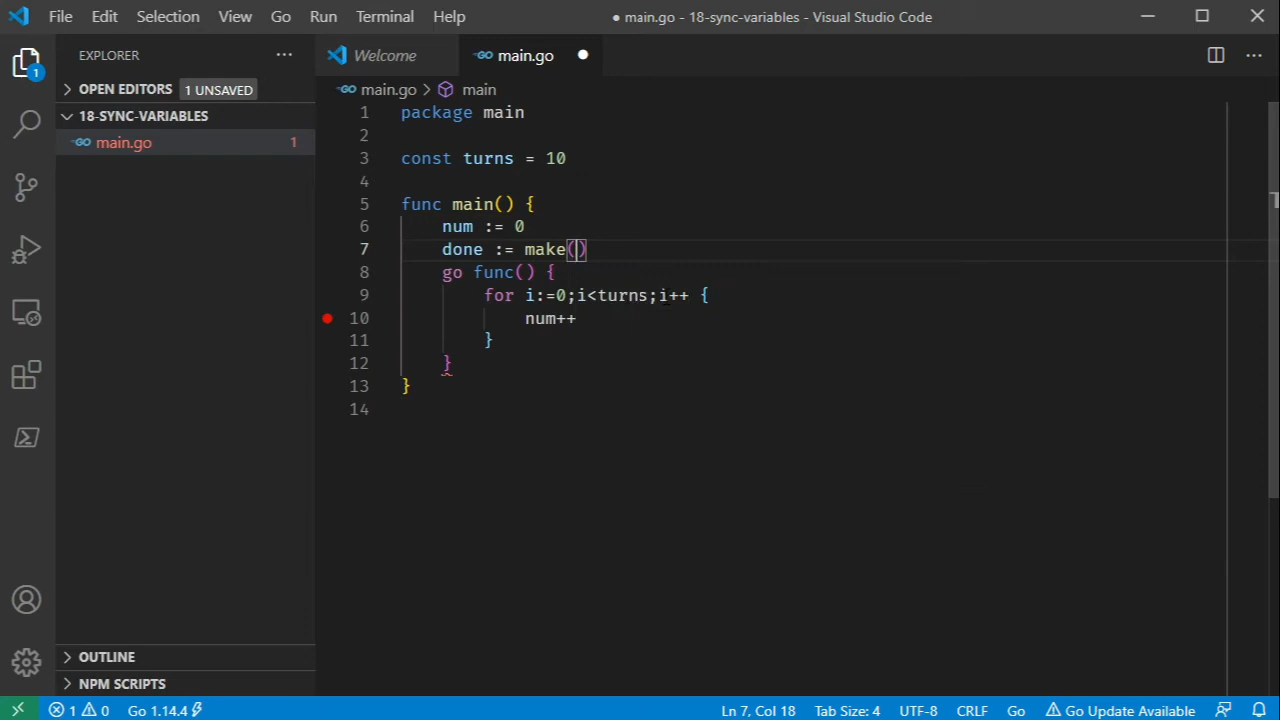 File Edit Selection View Go Run Terminal Help
● main.go - 18-sync-variables - Visual Studio Code
EXPLORER
Welcome
GO main.go ●
OPEN EDITORS 1 UNSAVED
main.go > main
18-SYNC-VARIABLES
GO main.go 1
1
1 package main
2
3 const turns = 10
4
5 func main() {
6 num := 0
7 done := make()
8 go func() {
9 for i:=0;i<turns;i++ {
10 num++
11 }
12 }
13 }
14
OUTLINE
NPM SCRIPTS
1 0 Go 1.14.4 Ln 7, Col 18 Tab Size: 4 UTF-8 CRLF Go Go Update Available